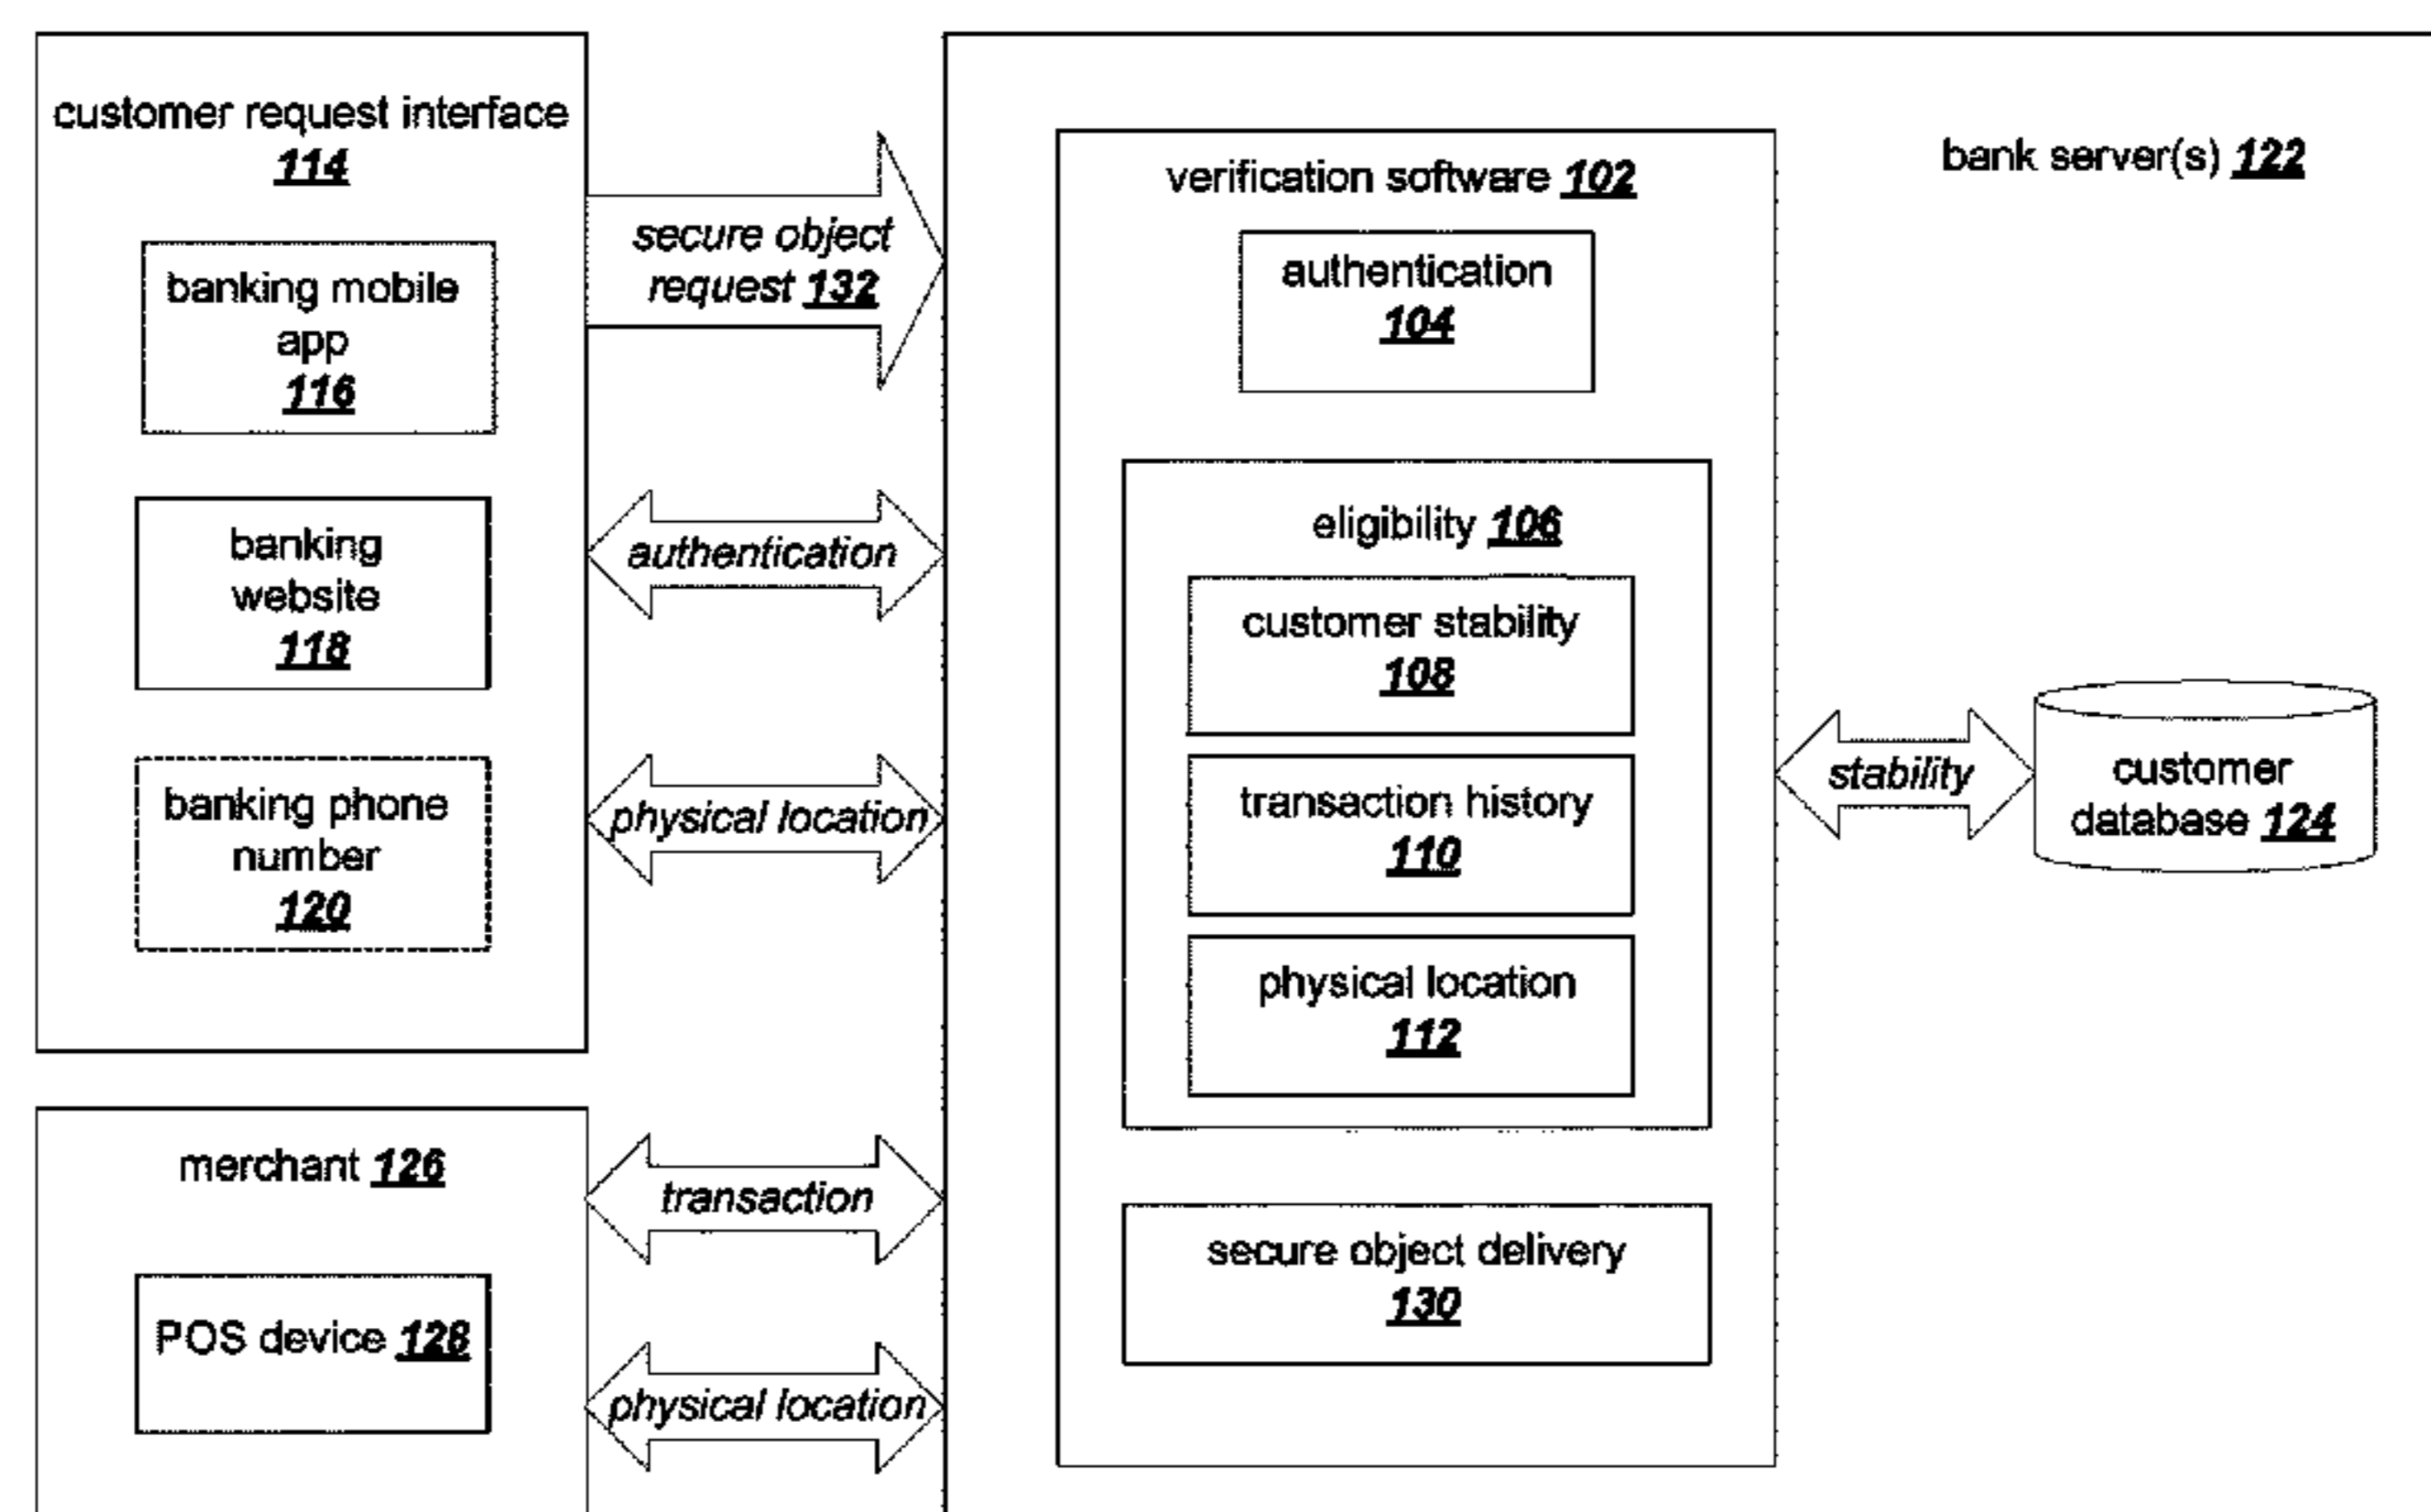 customer request interface
114
banking mobile
app
116
banking
website
118
banking phone
number
120
merchant 126
POS device 128
secure object
request 132
authentication
physical location
transaction
physical location
verification software 102
authentication
104
eligibility 106
customer stability
108
transaction history
110
physical location
112
secure object delivery
130
bank server(s) 122
stability
customer
database 124